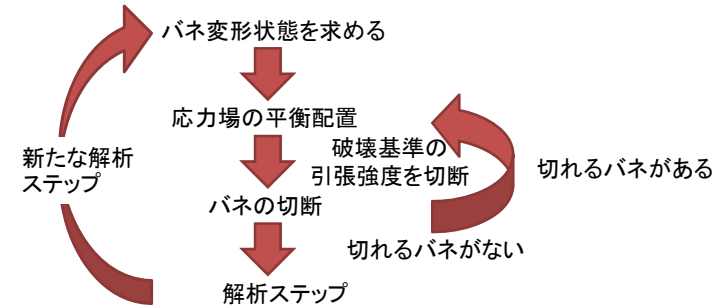 バネ変形状態を求める
応力場の平衡配置
破壊基準の
引張強度を切断
切れるバネがある
新たな解析
ステップ
バネの切断
切れるバネがない
解析ステップ